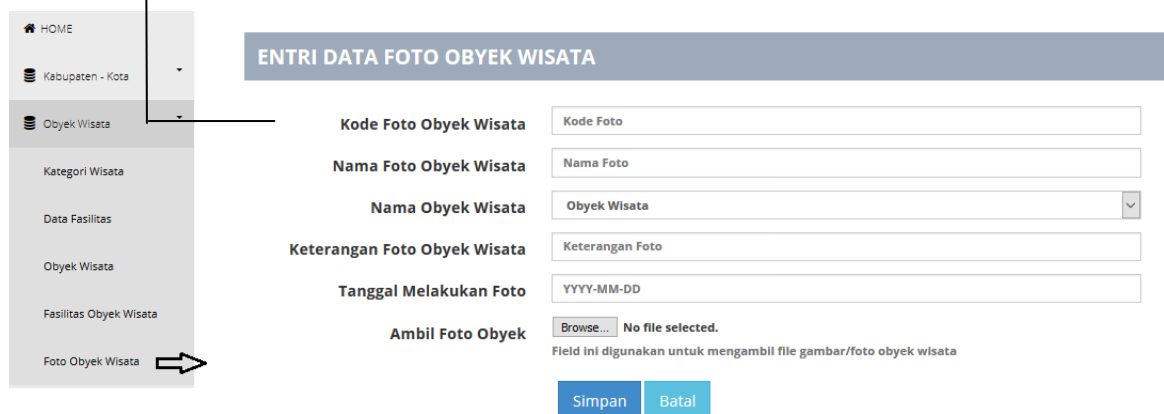 HOME
Kabupaten - Kota
Obyek Wisata
Kategori Wisata
Data Fasilitas
Obyek Wisata
Fasilitas Obyek Wisata
Foto Obyek Wisata
ENTRI DATA FOTO OBYEK WISATA
Kode Foto Obyek Wisata Kode Foto
Nama Foto Obyek Wisata Nama Foto
Nama Obyek Wisata Obyek Wisata
Keterangan Foto Obyek Wisata Keterangan Foto
Tanggal Melakukan Foto YYYY-MM-DD
Ambil Foto Obyek Browse... No file selected.
Field ini digunakan untuk mengambil file gambar/foto obyek wisata
Simpan Batal